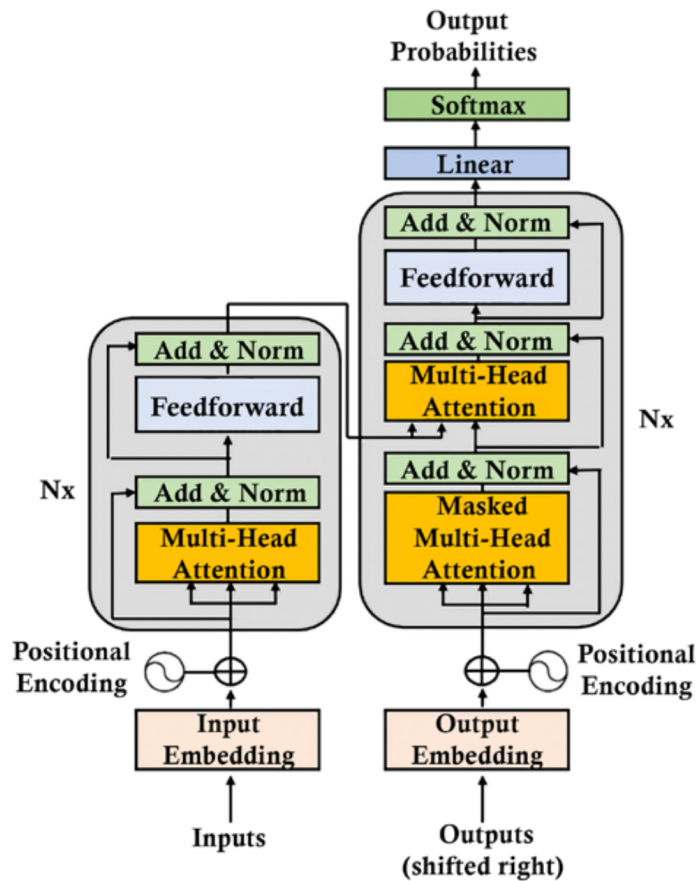 Output
Probabilities
Softmax
Linear
Add & Norm
Feedforward
Add & Norm
Multi-Head
Attention
Nx
Add & Norm
Masked
Multi-Head
Attention
Positional
Encoding
Output
Embedding
Outputs
(shifted right)
Add & Norm
Feedforward
Nx
Add & Norm
Multi-Head
Attention
Positional
Encoding
Input
Embedding
Inputs